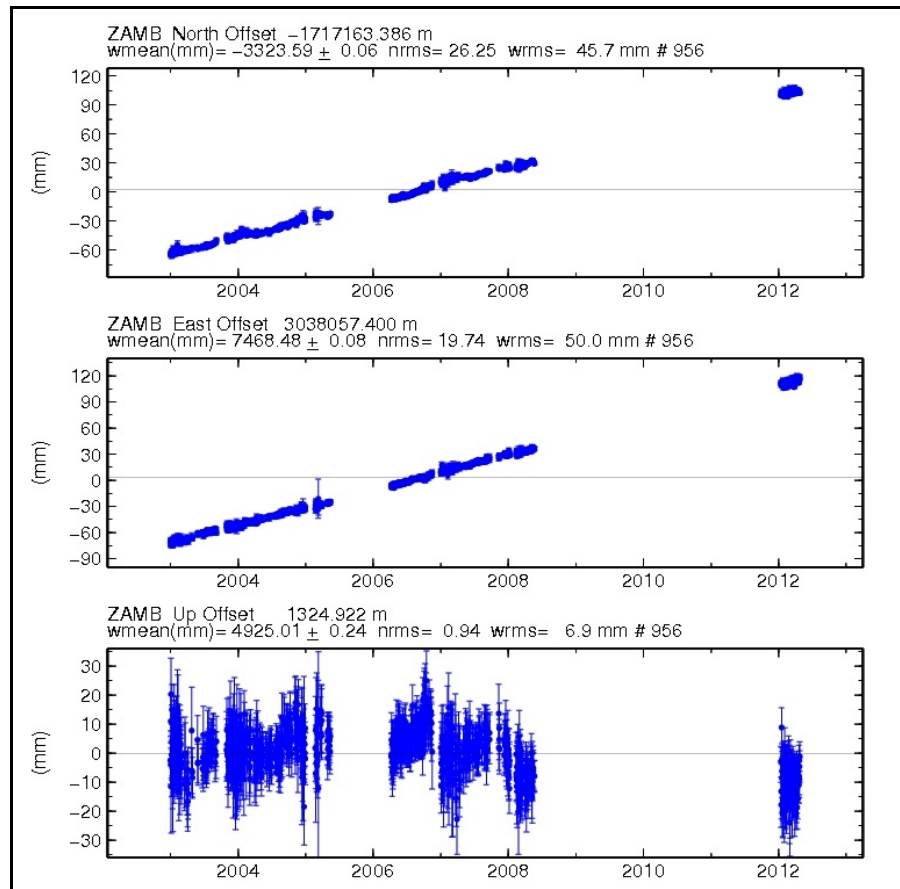 ZAMB North Offset -1717163.386 m
wmean(mm)= -3323.59 ± 0.06 nrms= 26.25 wrms= 45.7 mm # 956
120
90
60
30
0
-30
-60
(mm)
2004 2006 2008 2010 2012
ZAMB East Offset 3038057.400 m
wmean(mm)= 7468.48 ± 0.08 nrms= 19.74 wrms= 50.0 mm # 956
120
90
60
30
0
-30
-60
-90
(mm)
2004 2006 2008 2010 2012
ZAMB Up Offset 1324.922 m
wmean(mm)= 4925.01 ± 0.24 nrms= 0.94 wrms= 6.9 mm # 956
30
20
10
0
-10
-20
-30
(mm)
2004 2006 2008 2010 2012